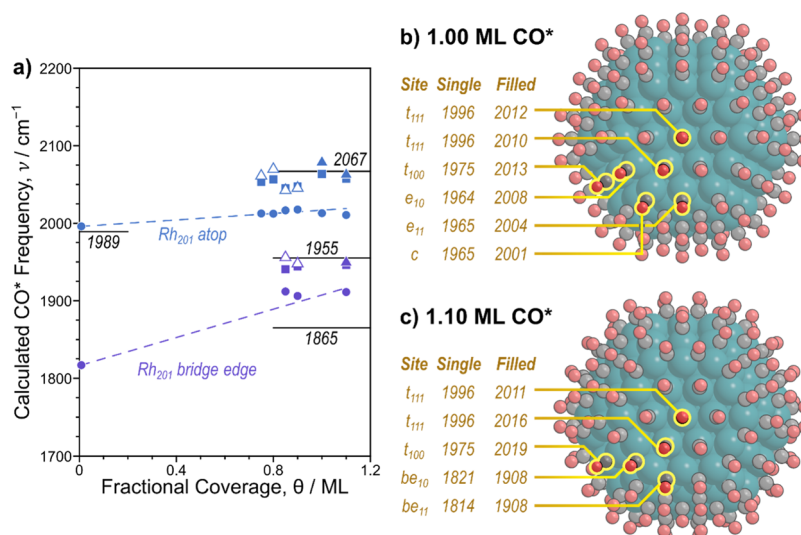 a)
Calculated CO* Frequency, ν / cm⁻¹
2200
2100
2000
1900
1800
1700
2067
1989
Rh₂₀₁ atop
1955
1865
Rh₂₀₁ bridge edge
0 0.4 0.8 1.2
Fractional Coverage, θ / ML
b) 1.00 ML CO*
Site Single Filled
t₁₁₁ 1996 2012
t₁₁₁ 1996 2010
t₁₀₀ 1975 2013
e₁₀ 1964 2008
e₁₁ 1965 2004
c 1965 2001
c) 1.10 ML CO*
Site Single Filled
t₁₁₁ 1996 2011
t₁₁₁ 1996 2016
t₁₀₀ 1975 2019
be₁₀ 1821 1908
be₁₁ 1814 1908